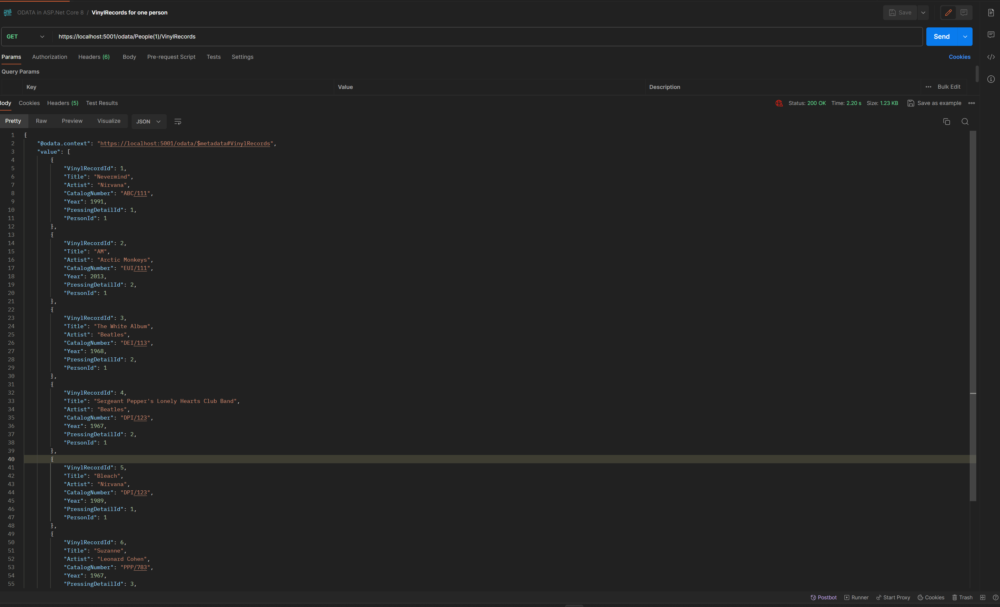 HTTP ODATA in ASP.Net Core 8 / VinylRecords for one person Save
GET https://localhost:5001/odata/People(1)/VinylRecords Send
Params Authorization Headers (6) Body Pre-request Script Tests Settings Cookies
Query Params
Key Value Description Bulk Edit
Body Cookies Headers (5) Test Results Status: 200 OK Time: 2.20 s Size: 1.23 KB Save as example
Pretty Raw Preview Visualize JSON
1 {
2 "@odata.context": "https://localhost:5001/odata/$metadata#VinylRecords",
3 "value": [
4 {
5 "VinylRecordId": 1,
6 "Title": "Nevermind",
7 "Artist": "Nirvana",
8 "CatalogNumber": "ABC/111",
9 "Year": 1991,
10 "PressingDetailId": 1,
11 "PersonId": 1
12 },
13 {
14 "VinylRecordId": 2,
15 "Title": "AM",
16 "Artist": "Arctic Monkeys",
17 "CatalogNumber": "EUI/111",
18 "Year": 2013,
19 "PressingDetailId": 2,
20 "PersonId": 1
21 },
22 {
23 "VinylRecordId": 3,
24 "Title": "The White Album",
25 "Artist": "Beatles",
26 "CatalogNumber": "DEI/113",
27 "Year": 1968,
28 "PressingDetailId": 2,
29 "PersonId": 1
30 },
31 {
32 "VinylRecordId": 4,
33 "Title": "Sergeant Pepper's Lonely Hearts Club Band",
34 "Artist": "Beatles",
35 "CatalogNumber": "DPI/123",
36 "Year": 1967,
37 "PressingDetailId": 2,
38 "PersonId": 1
39 },
40 {
41 "VinylRecordId": 5,
42 "Title": "Bleach",
43 "Artist": "Nirvana",
44 "CatalogNumber": "DPI/123",
45 "Year": 1989,
46 "PressingDetailId": 1,
47 "PersonId": 1
48 },
49 {
50 "VinylRecordId": 6,
51 "Title": "Suzanne",
52 "Artist": "Leonard Cohen",
53 "CatalogNumber": "PPP/783",
54 "Year": 1967,
55 "PressingDetailId": 3,
Postbot Runner Start Proxy Cookies Trash